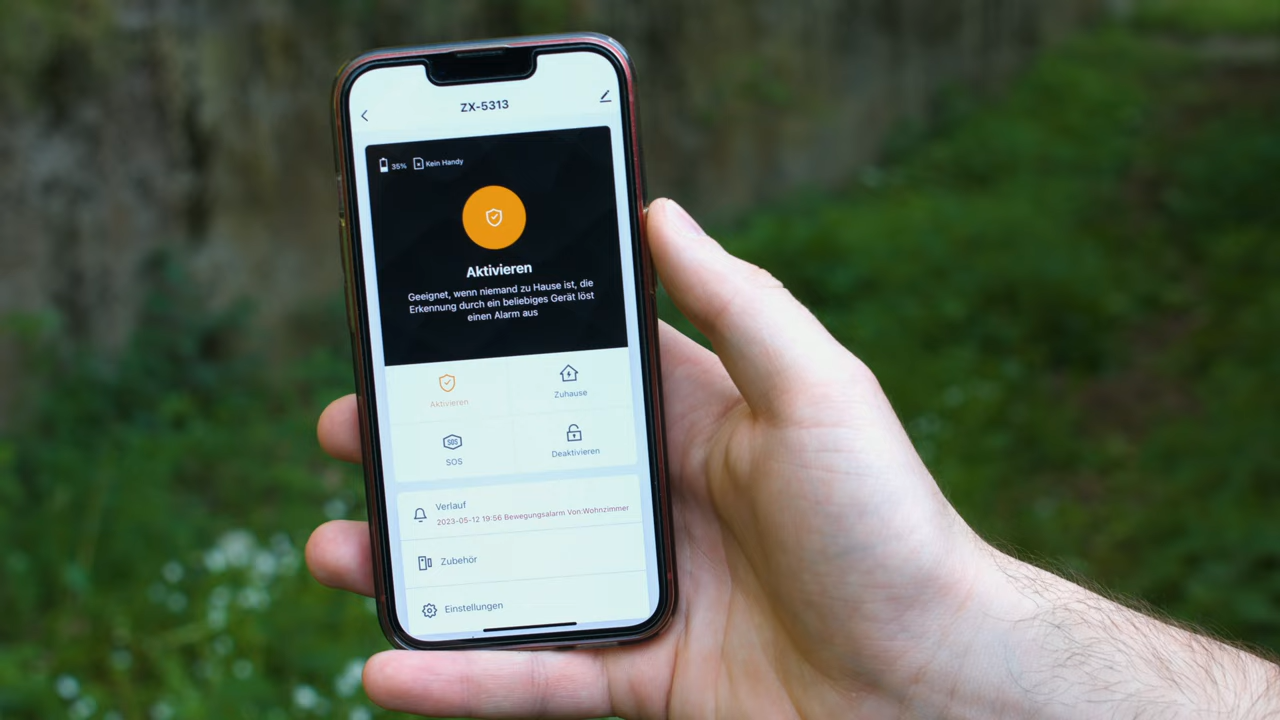 ZX-5313
35% Kein Handy
Aktivieren
Geeignet, wenn niemand zu Hause ist, die
Erkennung durch ein beliebiges Gerät löst
einen Alarm aus
Aktivieren
Zuhause
SOS
SOS
Deaktivieren
Verlauf
2023-05-12 19:56 Bewegungsalarm Von:Wohnzimmer
Zubehör
Einstellungen